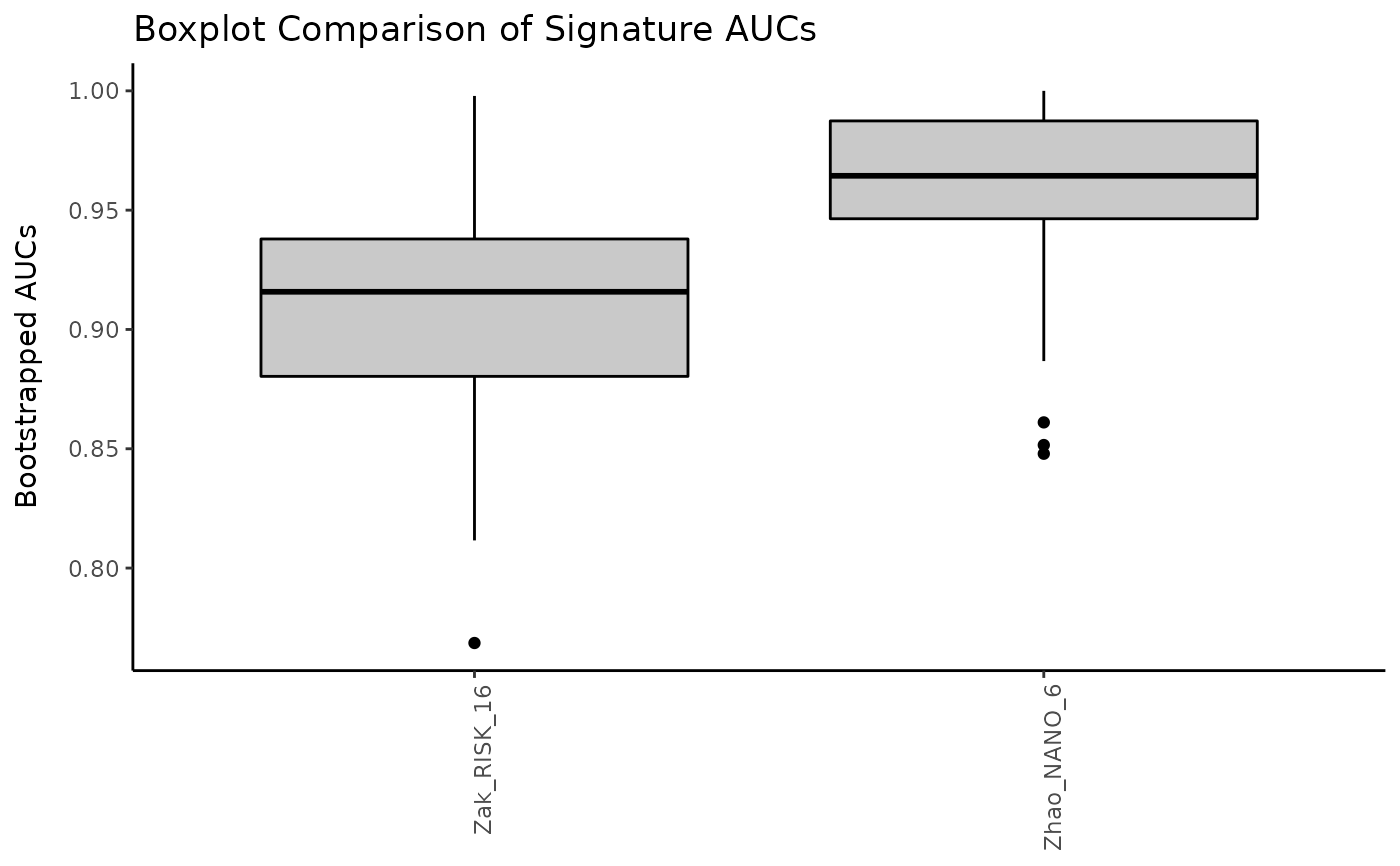 Boxplot Comparison of Signature AUCs
Bootstrapped AUCs
1.00
0.95
0.90
0.85
0.80
Zak_RISK_16
Zhao_NANO_6